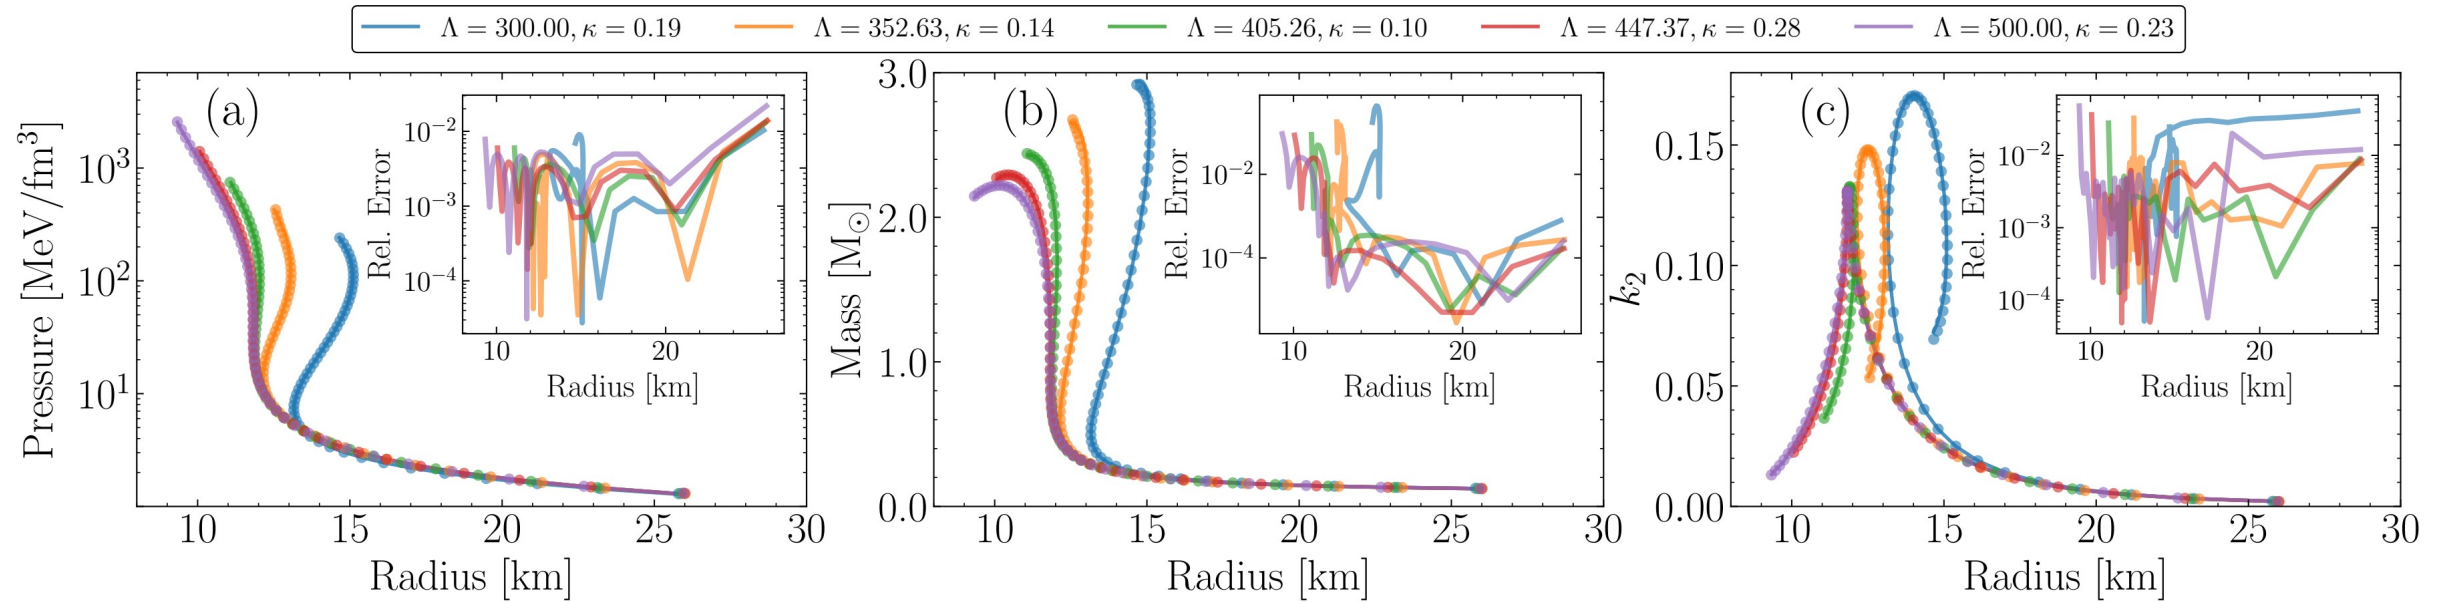 Λ = 300.00, κ = 0.19
Λ = 352.63, κ = 0.14
Λ = 405.26, κ = 0.10
Λ = 447.37, κ = 0.28
Λ = 500.00, κ = 0.23
(a)
Pressure [MeV/fm³]
10³
10²
10¹
10 15 20 25 30
Radius [km]
Rel. Error
10⁻²
10⁻³
10⁻⁴
10 20
Radius [km]
(b)
Mass [M⊙]
3.0
2.0
1.0
0.0
10 15 20 25 30
Radius [km]
Rel. Error
10⁻²
10⁻⁴
10 20
Radius [km]
(c)
k₂
0.15
0.10
0.05
0.00
10 15 20 25 30
Radius [km]
Rel. Error
10⁻²
10⁻³
10⁻⁴
10 20
Radius [km]